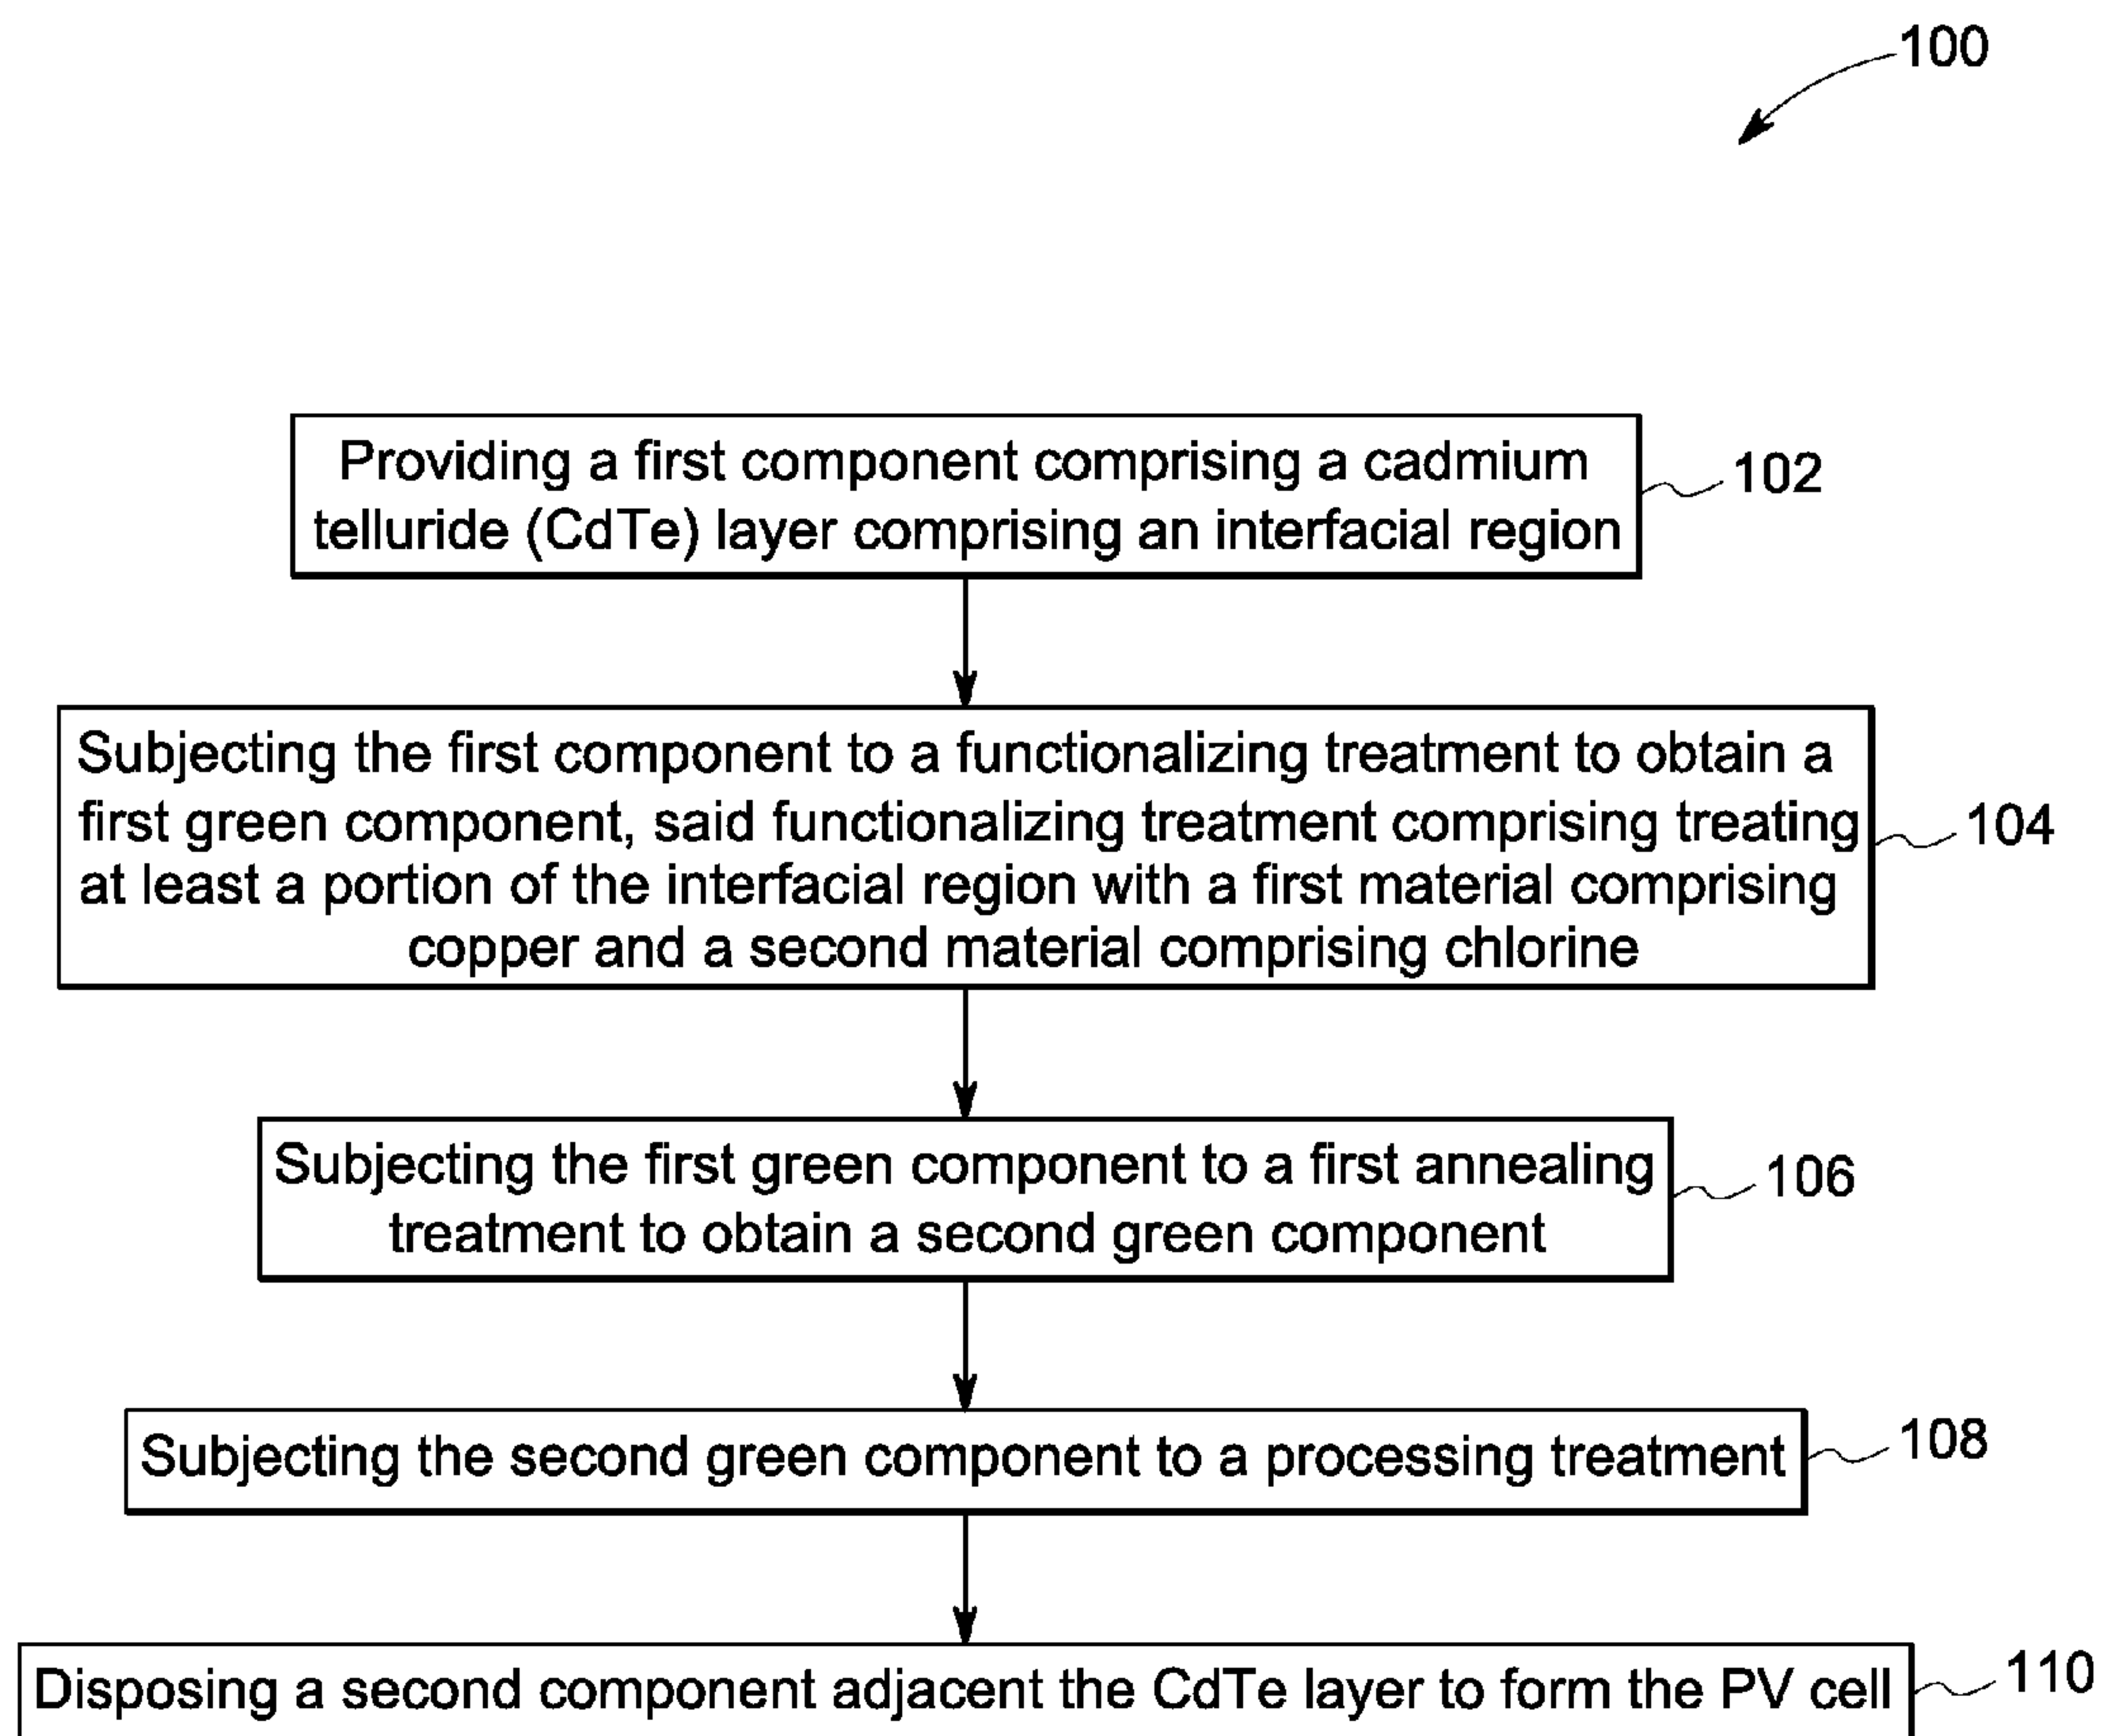 100
Providing a first component comprising a cadmium
telluride (CdTe) layer comprising an interfacial region
102
Subjecting the first component to a functionalizing treatment to obtain a
first green component, said functionalizing treatment comprising treating
at least a portion of the interfacial region with a first material comprising
copper and a second material comprising chlorine
104
Subjecting the first green component to a first annealing
treatment to obtain a second green component
106
Subjecting the second green component to a processing treatment
108
Disposing a second component adjacent the CdTe layer to form the PV cell
110